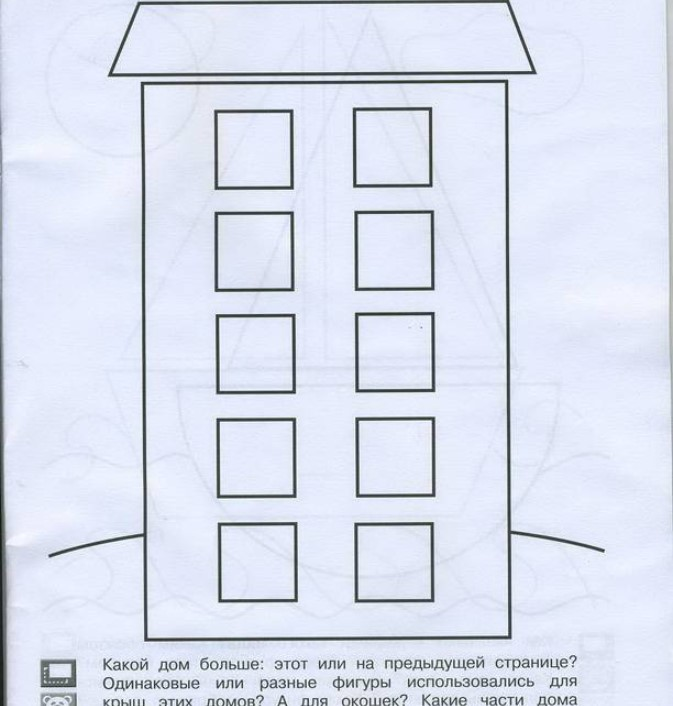 Какой дом больше: этот или на предыдущей странице?
Одинаковые или разные фигуры использовались для
крыш этих домов? А для окошек? Какие части дома